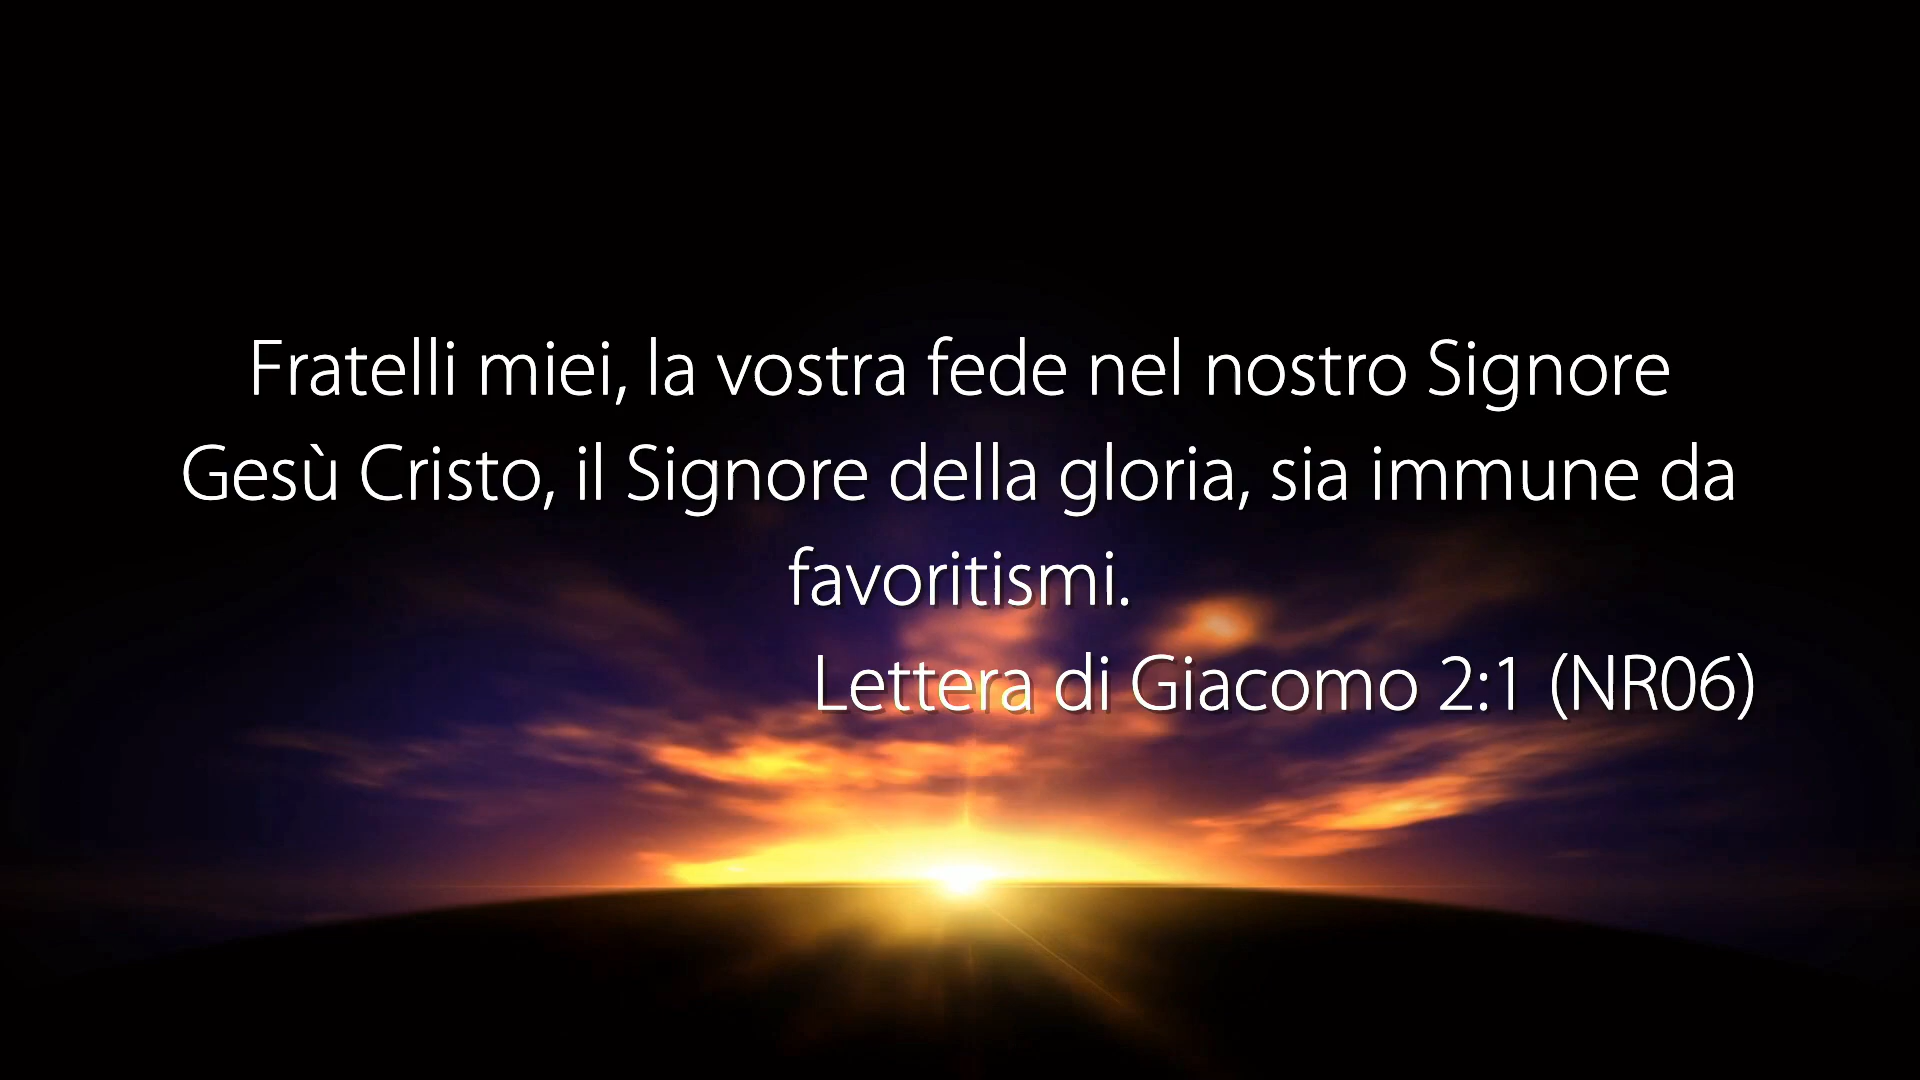 Fratelli miei, la vostra fede nel nostro Signore
Gesù Cristo, il Signore della gloria, sia immune da
favoritismi.
Lettera di Giacomo 2:1 (NR06)